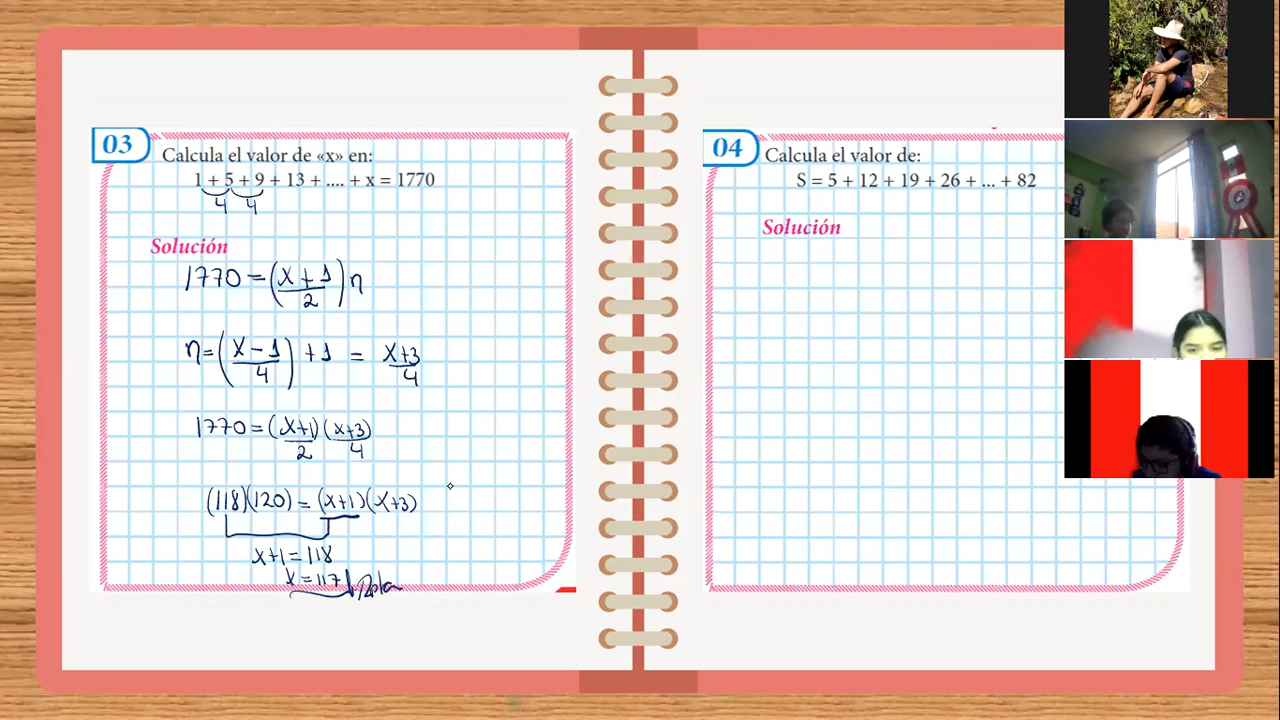 03
Calcula el valor de «x» en:
1 + 5 + 9 + 13 + .... + x = 1770
4 4
Solución
1770 = (x+1/2) n
n = (x-1/4) + 1 = x+3/4
1770 = (x+1/2)(x+3/4)
(118)(120) = (x+1)(x+3)
x+1 = 118
x = 117
04
Calcula el valor de:
S = 5 + 12 + 19 + 26 + ... + 82
Solución